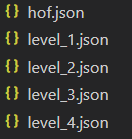 {} hof.json
{} level_1.json
{} level_2.json
{} level_3.json
{} level_4.json